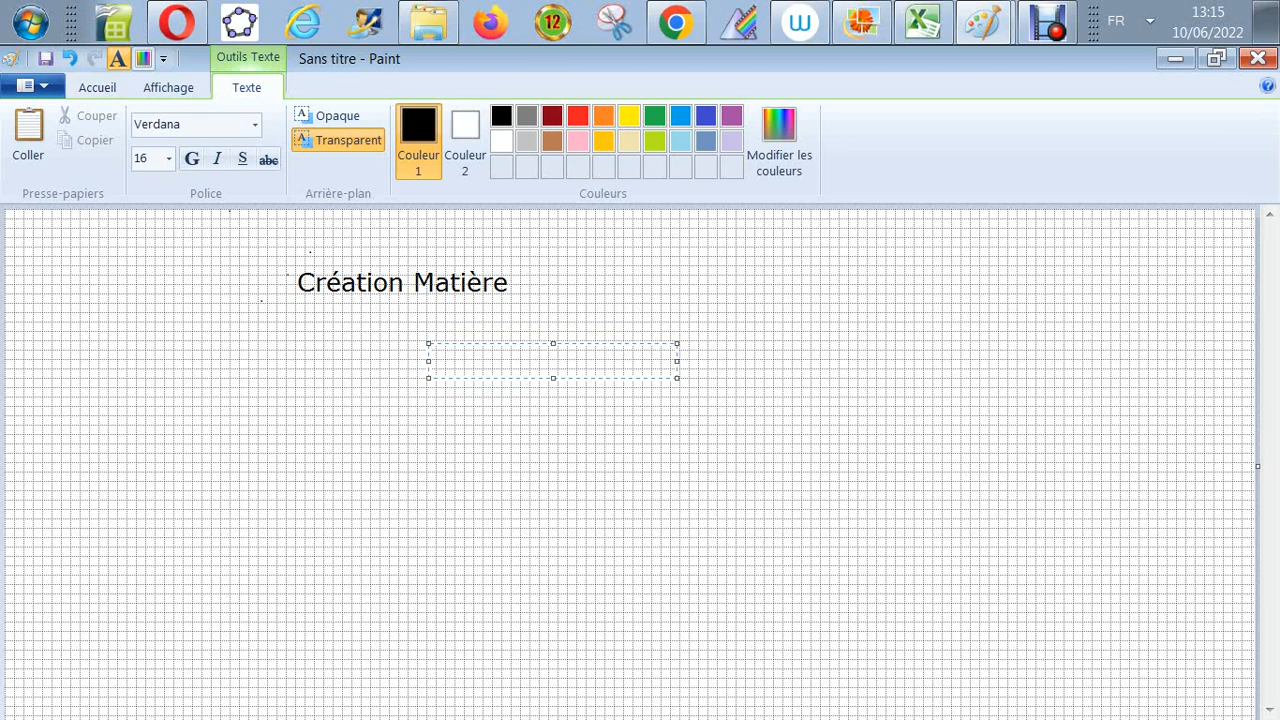 12
W
FR
13:15
10/06/2022
Outils Texte
Sans titre - Paint
Accueil
Affichage
Texte
Coller
Couper
Copier
Presse-papiers
Verdana
16
G I S abc
Police
Opaque
Transparent
Arrière-plan
Couleur
1
Couleur
2
Modifier les
couleurs
Couleurs
Création Matière